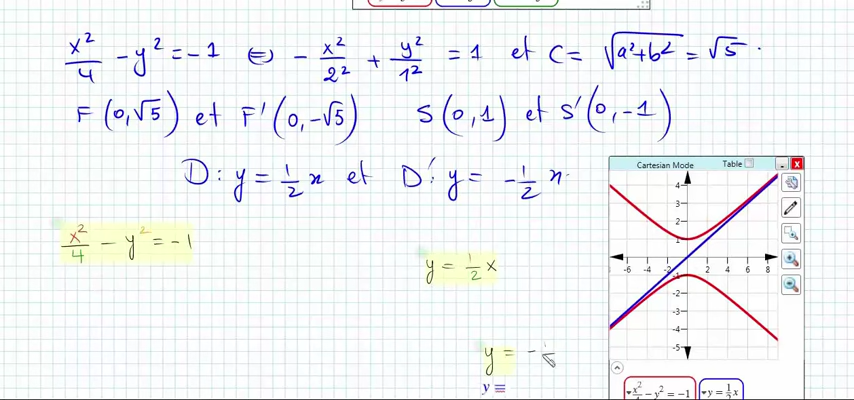 x²/4 - y² = -1 ⇔ - x²/2² + y²/1² = 1 et C = √(a²+b²) = √5 .
F (0,√5) et F' (0,-√5) S (0,1) et S' (0,-1)
D : y = 1/2 x et D' : y = -1/2 x.
Cartesian Mode Table
x²/4 - y² = -1
y = 1/2 x
4
3
2
1
-6 -4 -2 2 4 6 8
-1
-2
-3
-4
-5
y = -
y ≡
x²/4 - y² = -1 y = 1/2 x